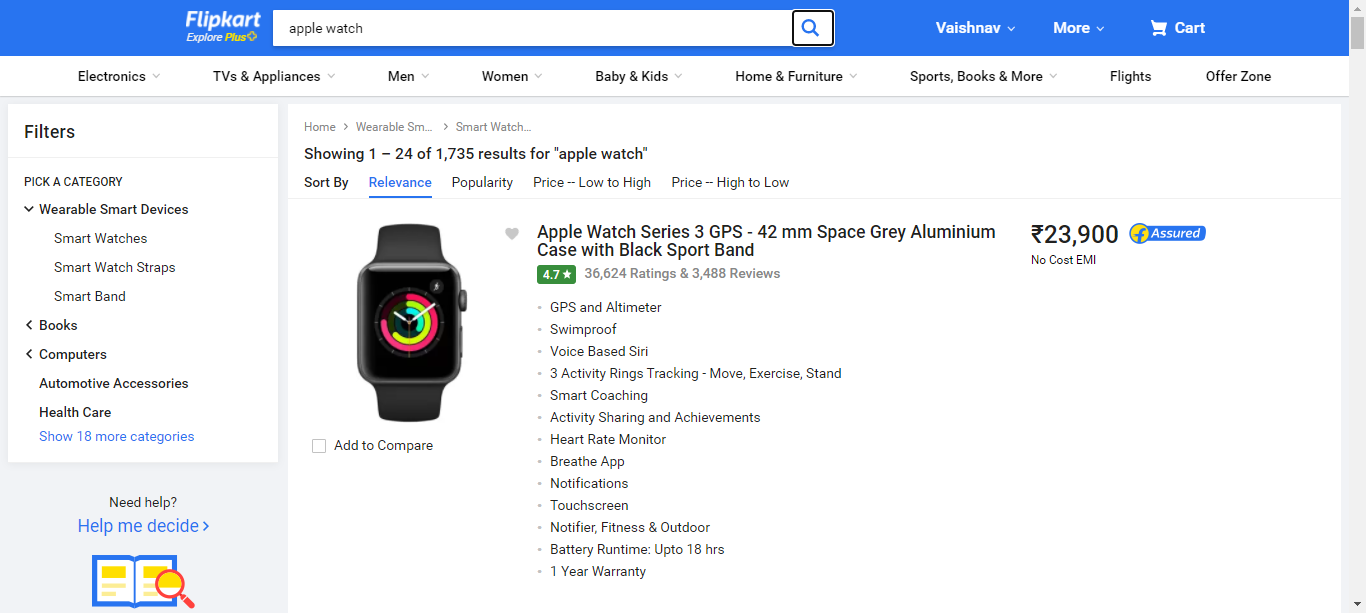 Flipkart
Explore Plus
apple watch
Vaishnav
More
Cart
Electronics
TVs & Appliances
Men
Women
Baby & Kids
Home & Furniture
Sports, Books & More
Flights
Offer Zone
Filters
PICK A CATEGORY
Wearable Smart Devices
Smart Watches
Smart Watch Straps
Smart Band
Books
Computers
Automotive Accessories
Health Care
Show 18 more categories
Need help?
Help me decide
Home > Wearable Sm... > Smart Watch...
Showing 1 – 24 of 1,735 results for "apple watch"
Sort By Relevance Popularity Price -- Low to High Price -- High to Low
Add to Compare
Apple Watch Series 3 GPS - 42 mm Space Grey Aluminium
Case with Black Sport Band
4.7★ 36,624 Ratings & 3,488 Reviews
GPS and Altimeter
Swimproof
Voice Based Siri
3 Activity Rings Tracking - Move, Exercise, Stand
Smart Coaching
Activity Sharing and Achievements
Heart Rate Monitor
Breathe App
Notifications
Touchscreen
Notifier, Fitness & Outdoor
Battery Runtime: Upto 18 hrs
1 Year Warranty
₹23,900
Assured
No Cost EMI